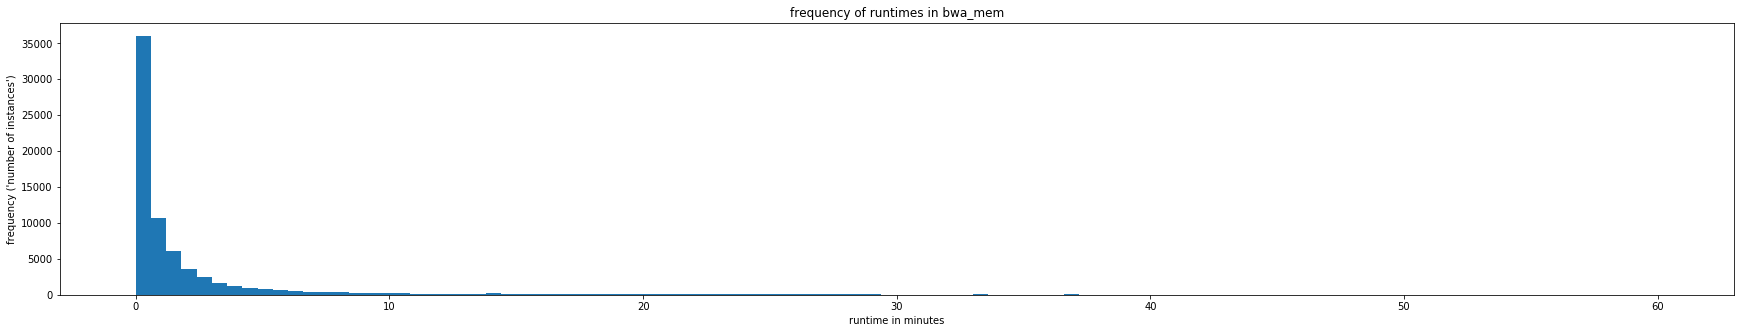 frequency of runtimes in bwa_mem
frequency ('number of instances')
35000
30000
25000
20000
15000
10000
5000
0
0 10 20 30 40 50 60
runtime in minutes